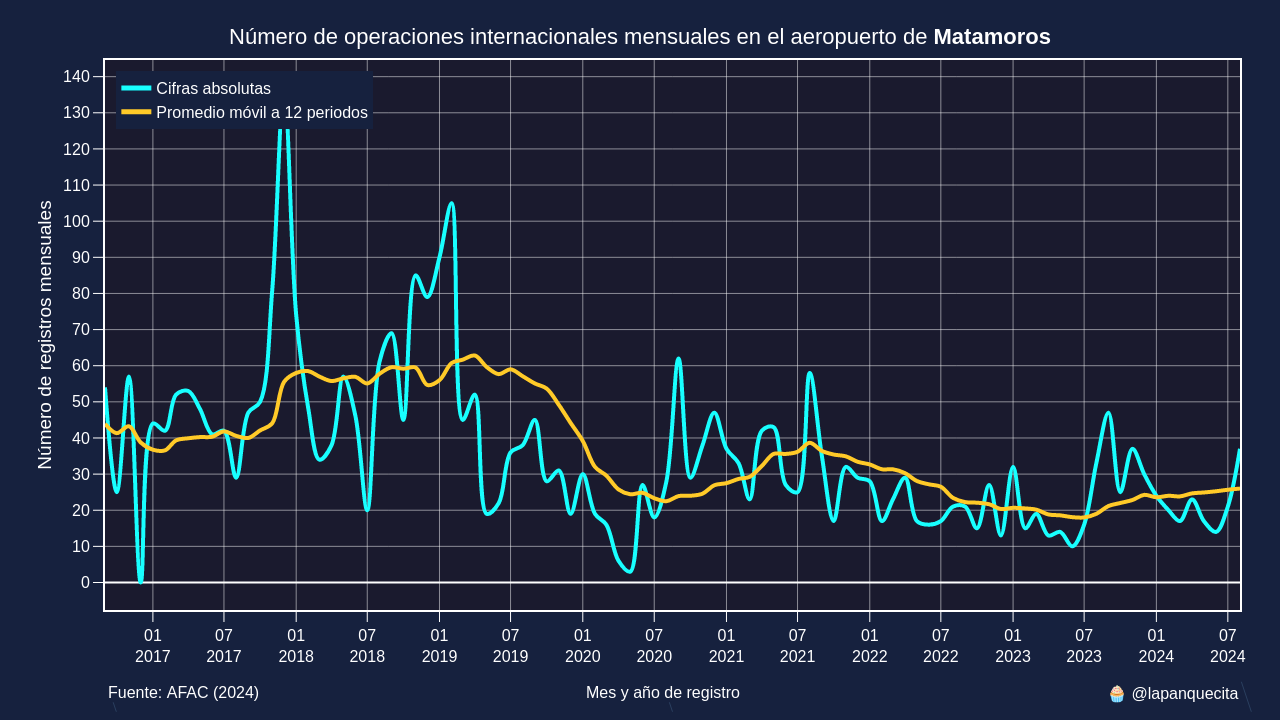 Número de operaciones internacionales mensuales en el aeropuerto de Matamoros
Cifras absolutas
Promedio móvil a 12 periodos
Número de registros mensuales
140
130
120
110
100
90
80
70
60
50
40
30
20
10
0
01 07 01 07 01 07 01 07 01 07 01 07 01 07 01 07
2017 2017 2018 2018 2019 2019 2020 2020 2021 2021 2022 2022 2023 2023 2024 2024
Fuente: AFAC (2024) Mes y año de registro 🧁 @lapanquecita